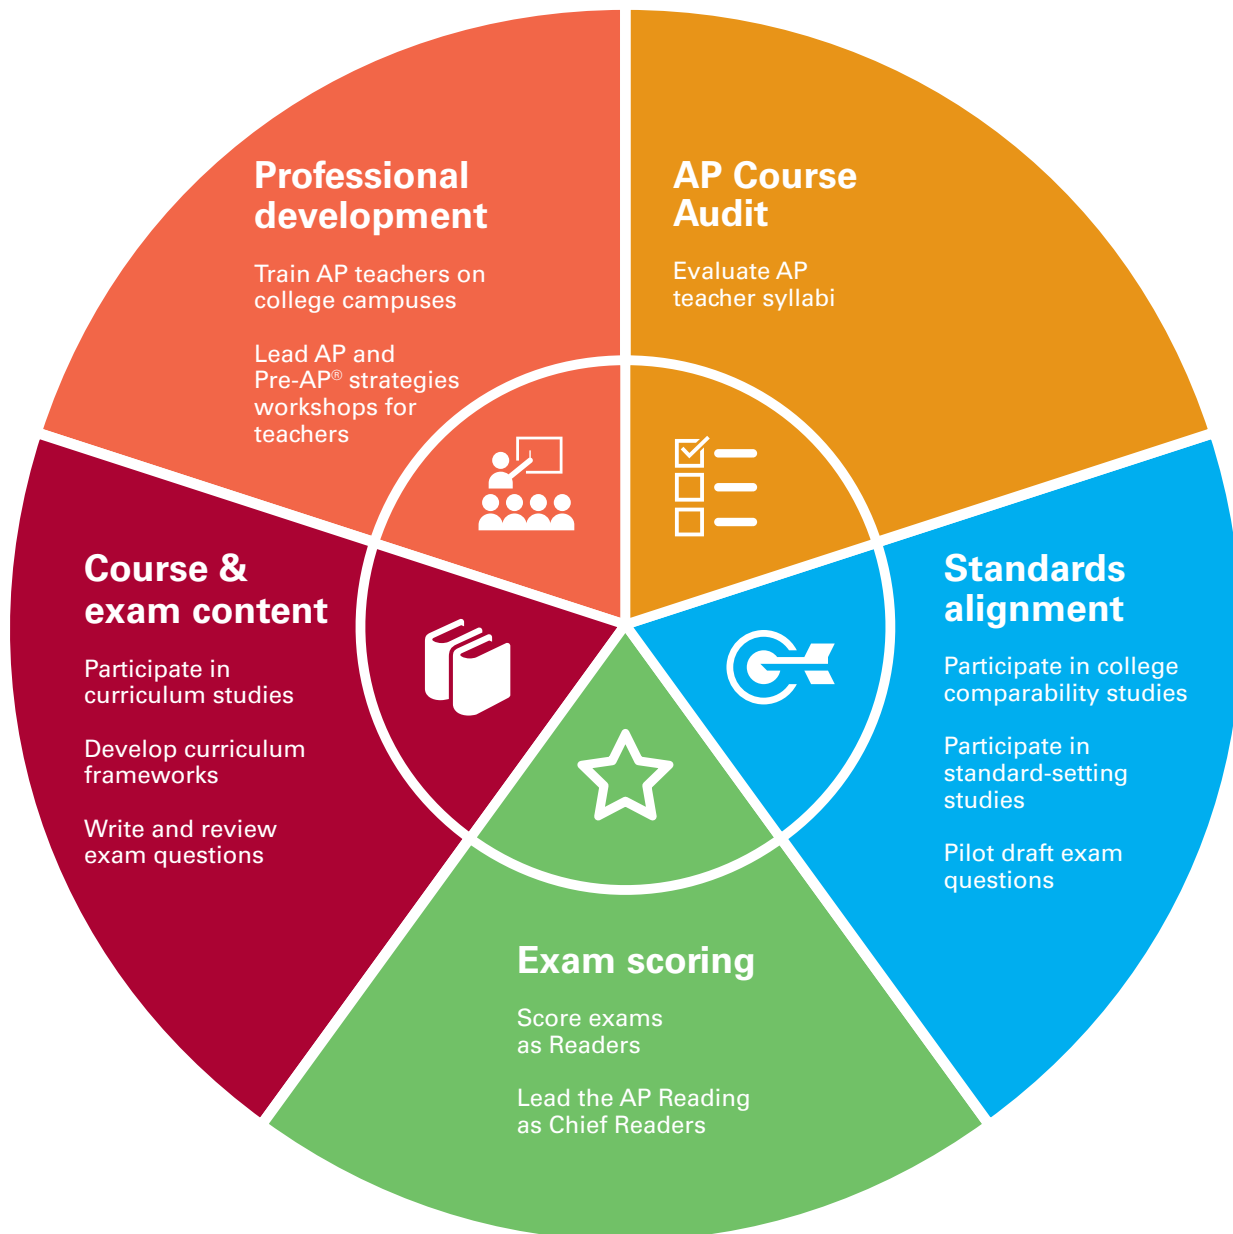 Professional
development
Train AP teachers on
college campuses
Lead AP and
Pre-AP® strategies
workshops for
teachers
AP Course
Audit
Evaluate AP
teacher syllabi
Standards
alignment
Participate in college
comparability studies
Participate in
standard-setting
studies
Pilot draft exam
questions
Exam scoring
Score exams
as Readers
Lead the AP Reading
as Chief Readers
Course &
exam content
Participate in
curriculum studies
Develop curriculum
frameworks
Write and review
exam questions